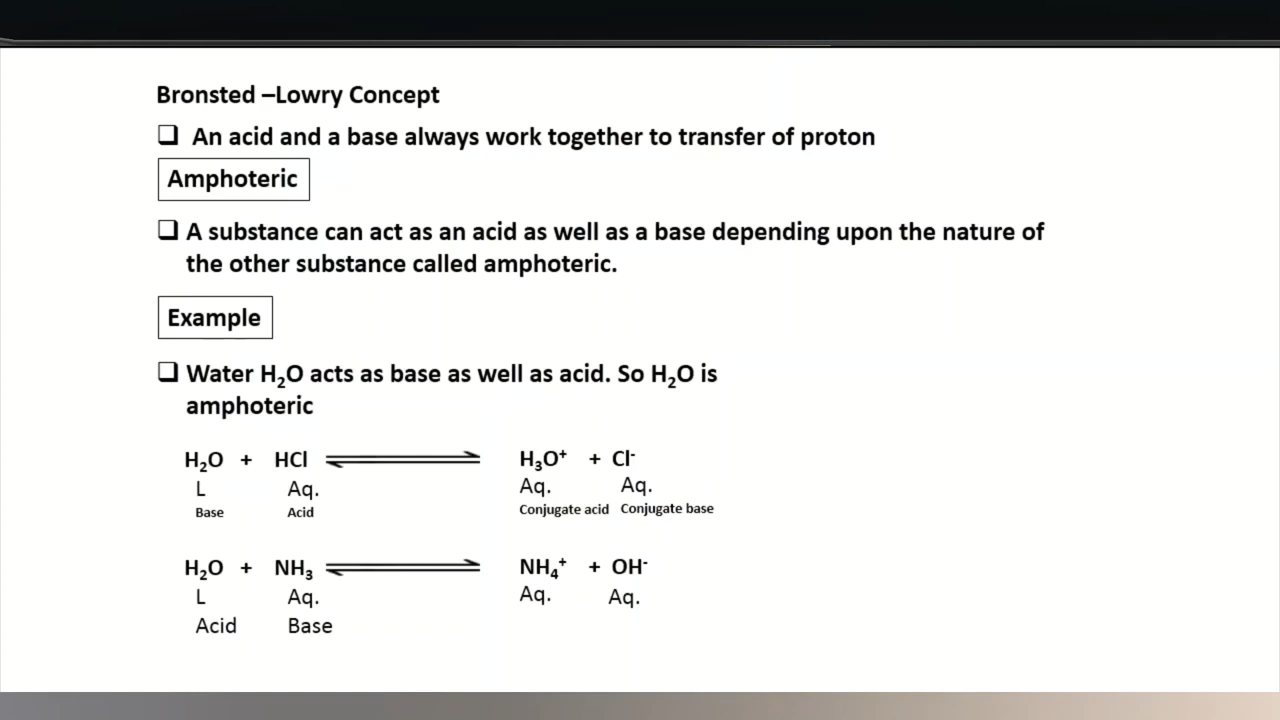 Bronsted –Lowry Concept
❑ An acid and a base always work together to transfer of proton
Amphoteric
❑ A substance can act as an acid as well as a base depending upon the nature of
the other substance called amphoteric.
Example
❑ Water H₂O acts as base as well as acid. So H₂O is
amphoteric
H₂O + HCl ⇌ H₃O⁺ + Cl⁻
L Aq. Aq. Aq.
Base Acid Conjugate acid Conjugate base
H₂O + NH₃ ⇌ NH₄⁺ + OH⁻
L Aq. Aq. Aq.
Acid Base